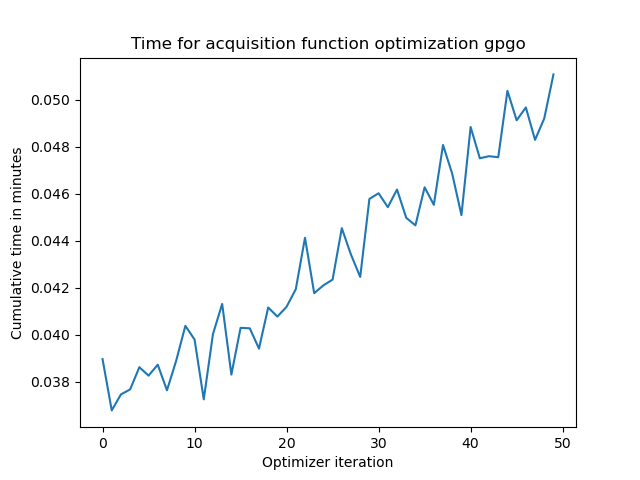 Time for acquisition function optimization gpgo
0.050
0.048
0.046
0.044
0.042
0.040
0.038
Cumulative time in minutes
0 10 20 30 40 50
Optimizer iteration